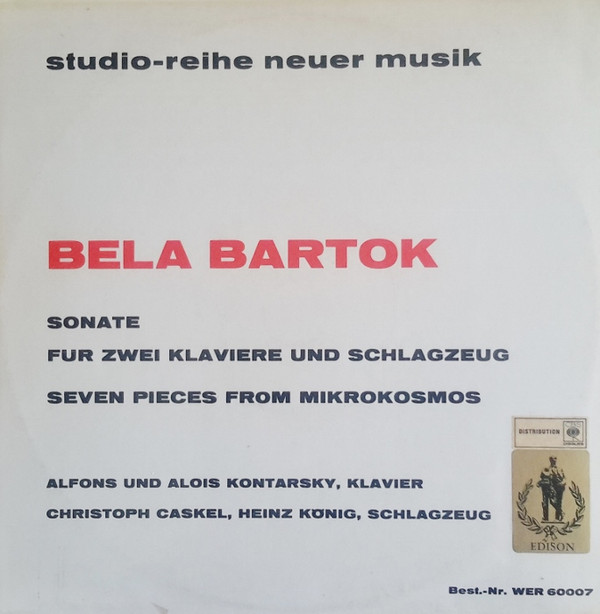 studio-reihe neuer musik
BELA BARTOK
SONATE
FUR ZWEI KLAVIERE UND SCHLAGZEUG
SEVEN PIECES FROM MIKROKOSMOS
DISTRIBUTION
ALFONS UND ALOIS KONTARSKY, KLAVIER
CHRISTOPH CASKEL, HEINZ KÖNIG, SCHLAGZEUG
EDISON
Best.-Nr. WER 60007